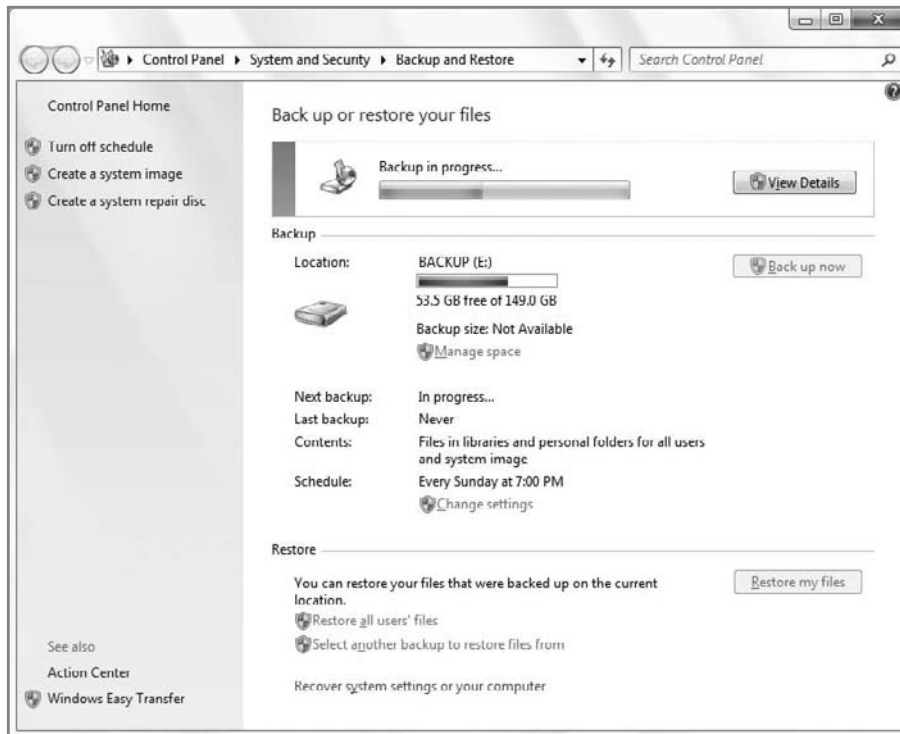 Control Panel ▸ System and Security ▸ Backup and Restore
Search Control Panel
Control Panel Home
Turn off schedule
Create a system image
Create a system repair disc
Back up or restore your files
Backup in progress...
View Details
Backup
Location:
BACKUP (E:)
Back up now
53.5 GB free of 149.0 GB
Backup size: Not Available
Manage space
Next backup:
In progress...
Last backup:
Never
Contents:
Files in libraries and personal folders for all users
and system image
Schedule:
Every Sunday at 7:00 PM
Change settings
Restore
You can restore your files that were backed up on the current
location.
Restore my files
Restore all users' files
Select another backup to restore files from
Recover system settings or your computer
See also
Action Center
Windows Easy Transfer